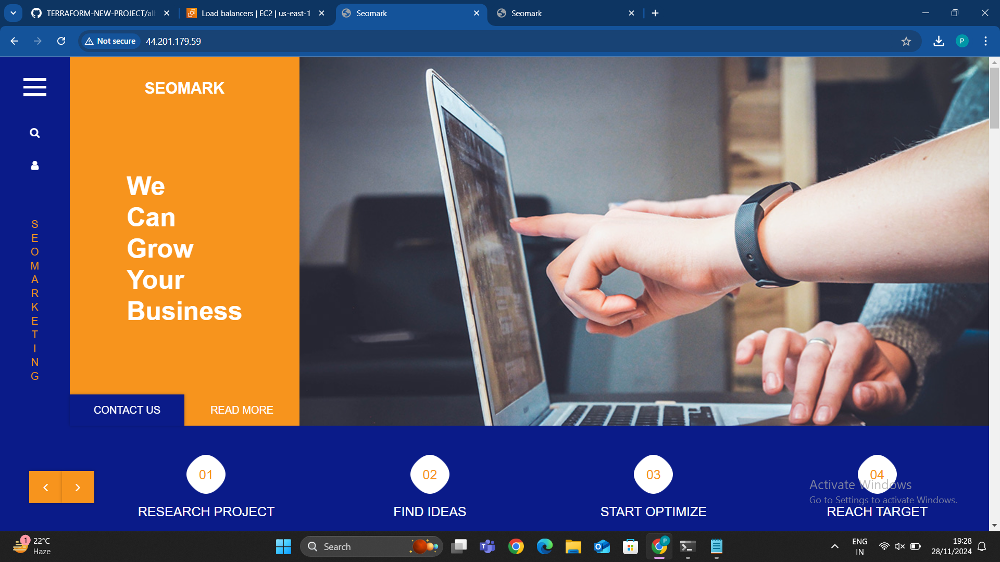 TERRAFORM-NEW-PROJECT/alb
Load balancers | EC2 | us-east-1
Seomark
Seomark
Not secure
44.201.179.59
P
SEOMARK
We
Can
Grow
Your
Business
S
E
O
M
A
R
K
E
T
I
N
G
CONTACT US
READ MORE
01
02
03
04
RESEARCH PROJECT
FIND IDEAS
START OPTIMIZE
REACH TARGET
Activate Windows
Go to Settings to activate Windows.
1
22°C
Haze
Search
P
ENG
IN
19:28
28/11/2024